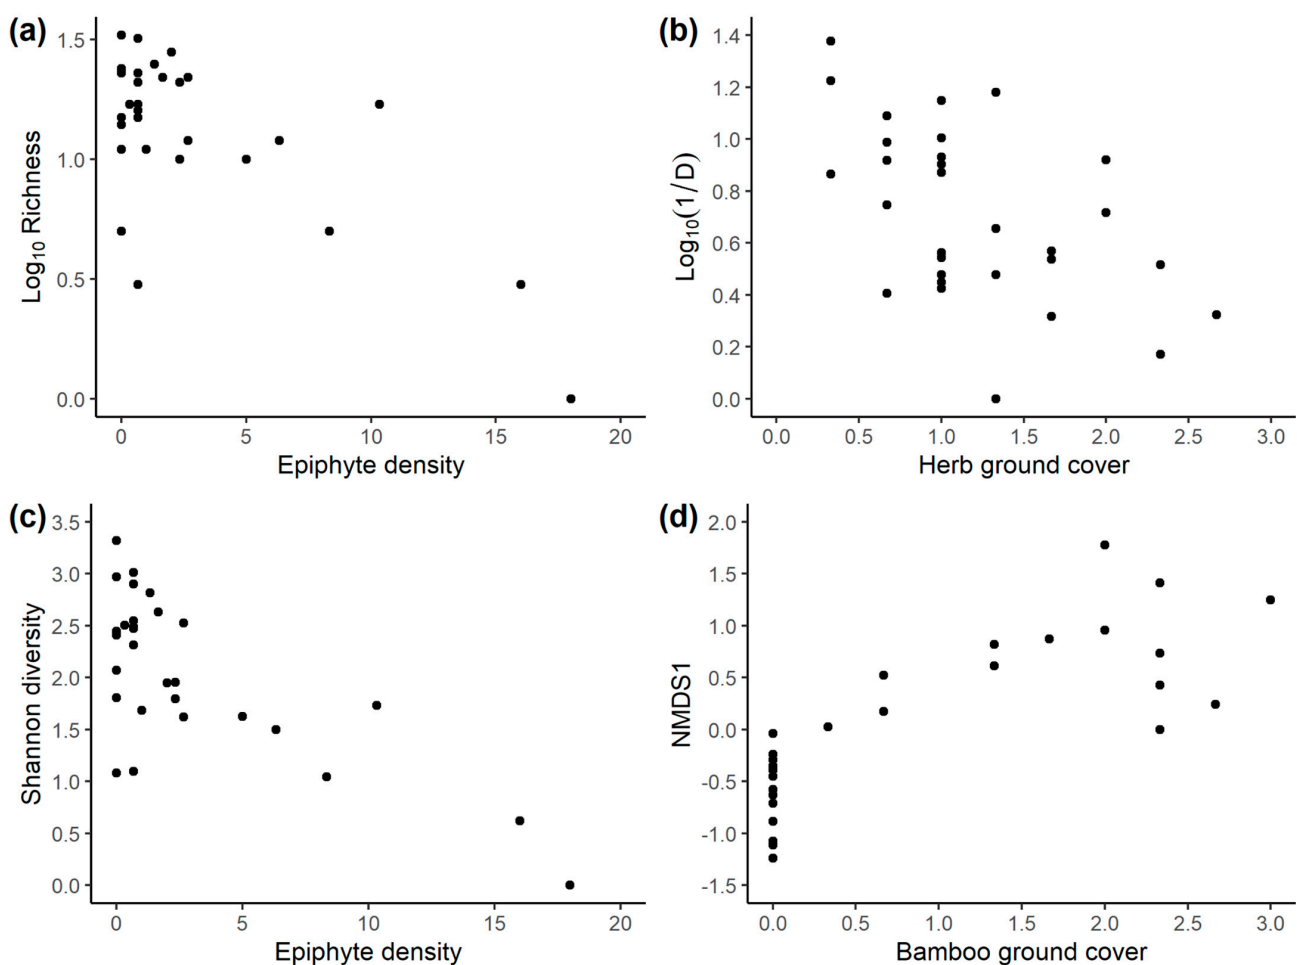 (a)
1.5
1.0
0.5
0.0
Log10 Richness
0 5 10 15 20
Epiphyte density
(b)
1.4
1.2
1.0
0.8
0.6
0.4
0.2
0.0
Log10(1/D)
0.0 0.5 1.0 1.5 2.0 2.5 3.0
Herb ground cover
(c)
3.5
3.0
2.5
2.0
1.5
1.0
0.5
0.0
Shannon diversity
0 5 10 15 20
Epiphyte density
(d)
2.0
1.5
1.0
0.5
0.0
-0.5
-1.0
-1.5
NMDS1
0.0 0.5 1.0 1.5 2.0 2.5 3.0
Bamboo ground cover